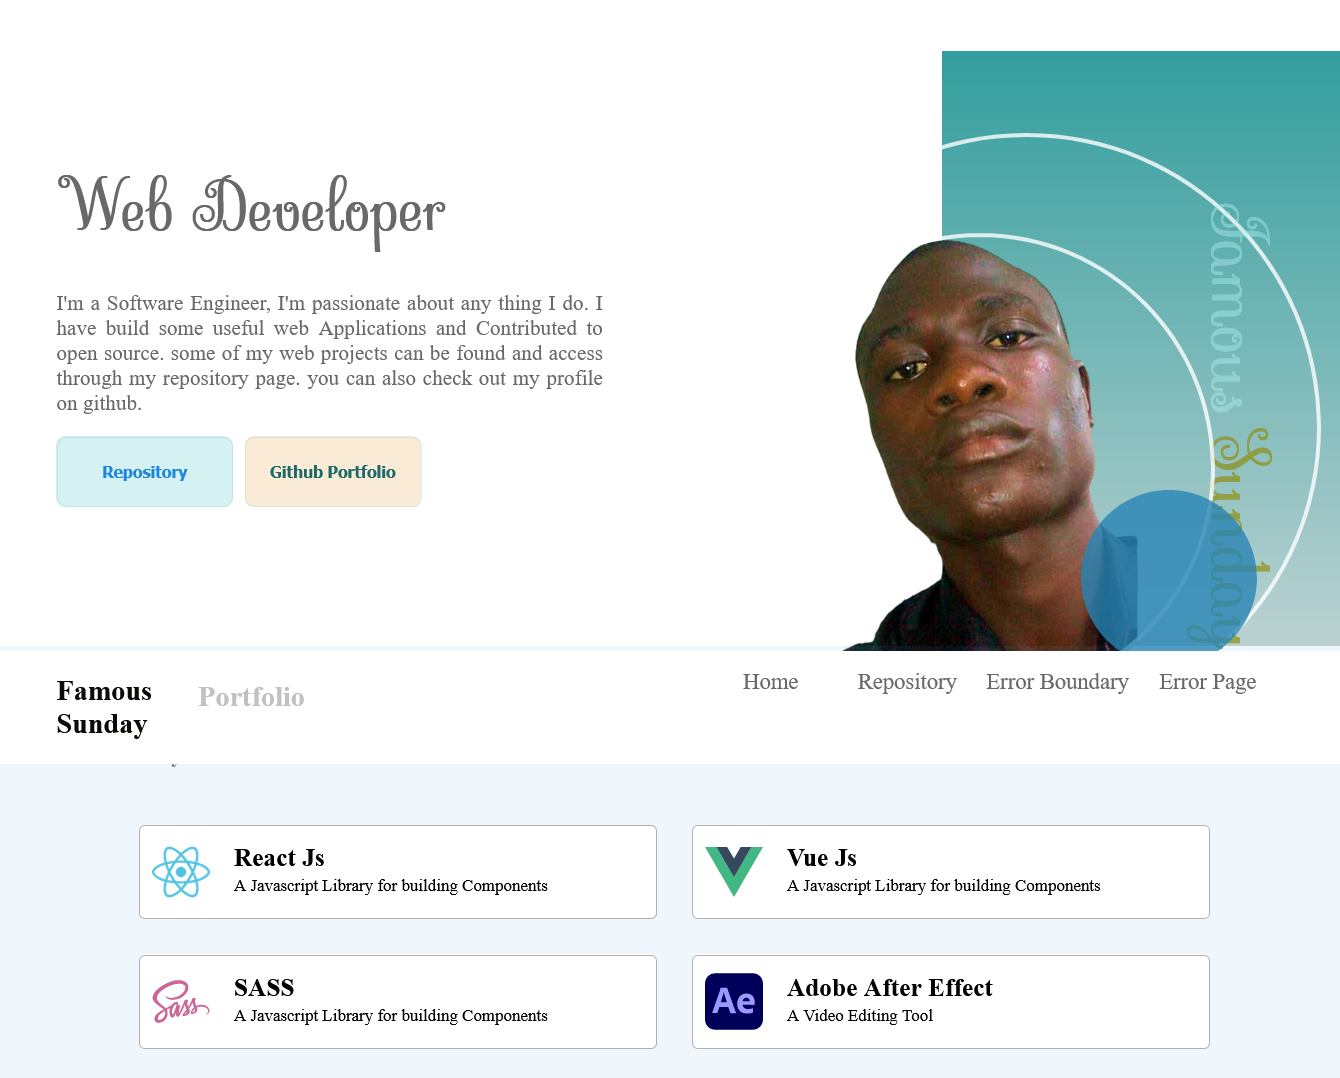 Web Developer
Famous Sunday
I'm a Software Engineer, I'm passionate about any thing I do. I
have build some useful web Applications and Contributed to
open source. some of my web projects can be found and access
through my repository page. you can also check out my profile
on github.
Repository
Github Portfolio
Famous
Sunday
Portfolio
Home
Repository
Error Boundary
Error Page
React Js
A Javascript Library for building Components
Vue Js
A Javascript Library for building Components
SASS
A Javascript Library for building Components
Sass
Ae
Adobe After Effect
A Video Editing Tool